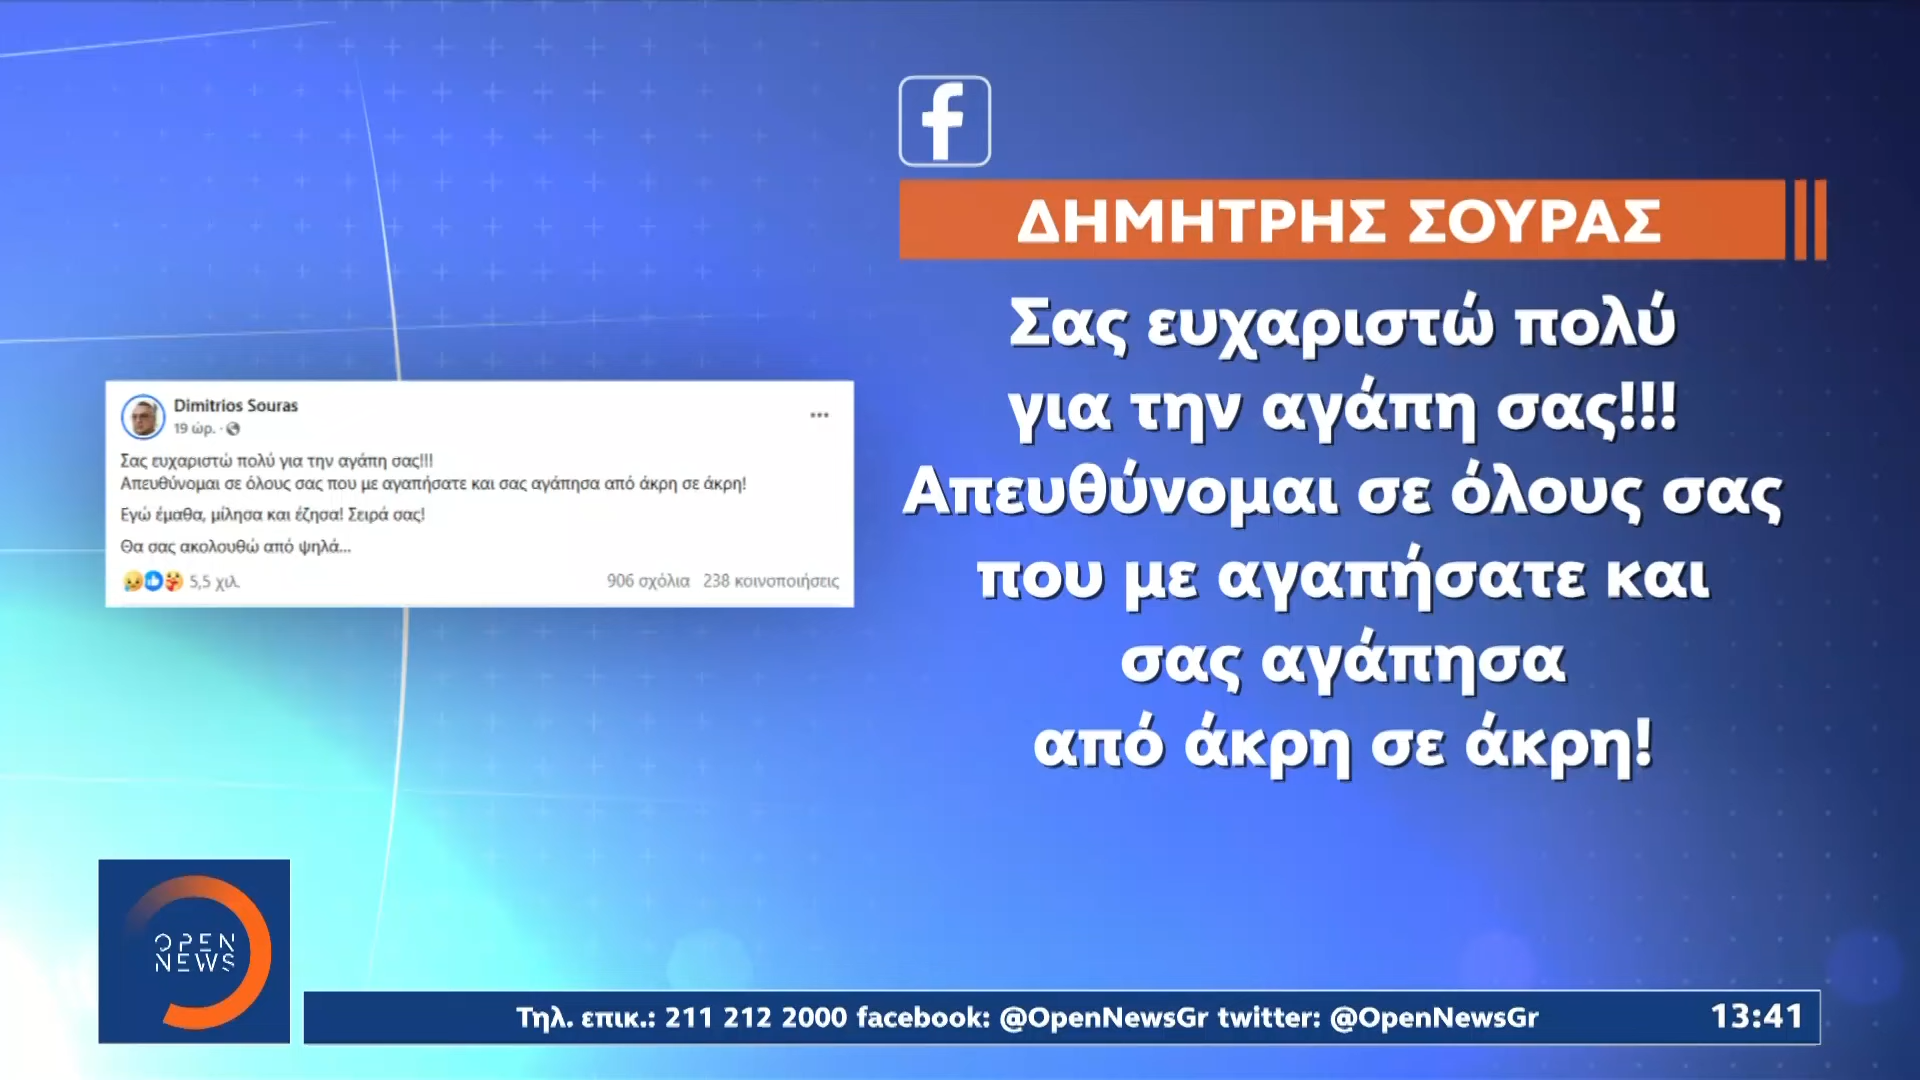 f
ΔΗΜΗΤΡΗΣ ΣΟΥΡΑΣ
Σας ευχαριστώ πολύ
για την αγάπη σας!!!
Απευθύνομαι σε όλους σας
που με αγαπήσατε και
σας αγάπησα
από άκρη σε άκρη!
Dimitrios Souras
19 ώρ. ·
Σας ευχαριστώ πολύ για την αγάπη σας!!!
Απευθύνομαι σε όλους σας που με αγαπήσατε και σας αγάπησα από άκρη σε άκρη!
Εγώ έμαθα, μίλησα και έζησα! Σειρά σας!
Θα σας ακολουθώ από ψηλά...
5,5 χιλ. 906 σχόλια 238 κοινοποιήσεις
OPEN
NEWS
Τηλ. επικ.: 211 212 2000 facebook: @OpenNewsGr twitter: @OpenNewsGr 13:41